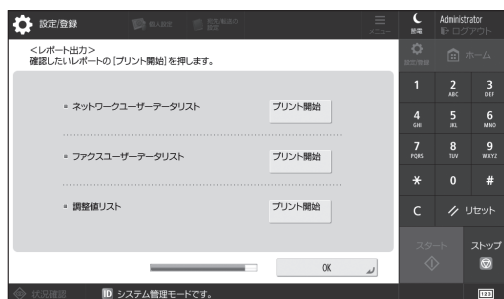 設定/登録 個人設定 宛先/転送の設定 メニュー
<レポート出力>
確認したいレポートの[プリント開始]を押します。
ネットワークユーザーデータリスト プリント開始
ファクスユーザーデータリスト プリント開始
調整値リスト プリント開始
OK
状況確認 ID システム管理モードです。
節電 Administrator
ログアウト
設定/登録 ホーム
1 2 ABC 3 DEF
4 GHI 5 JKL 6 MNO
7 PQRS 8 TUV 9 WXYZ
* 0 #
C リセット
スタート ストップ
123